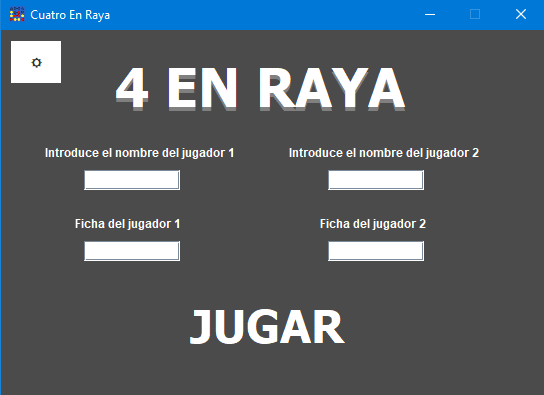 Cuatro En Raya
4 EN RAYA
Introduce el nombre del jugador 1
Introduce el nombre del jugador 2
Ficha del jugador 1
Ficha del jugador 2
JUGAR